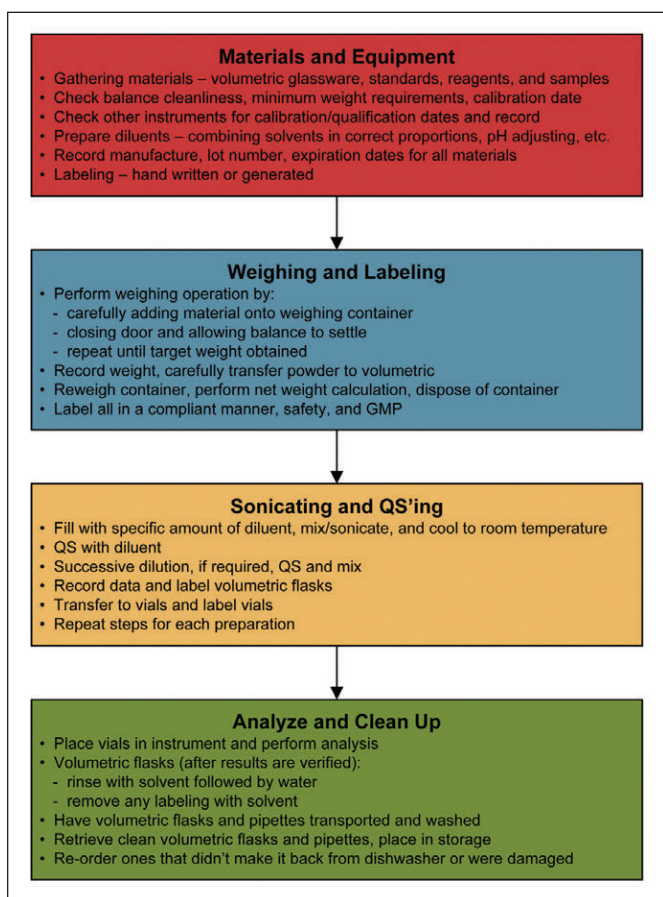 Materials and Equipment
• Gathering materials – volumetric glassware, standards, reagents, and samples
• Check balance cleanliness, minimum weight requirements, calibration date
• Check other instruments for calibration/qualification dates and record
• Prepare diluents – combining solvents in correct proportions, pH adjusting, etc.
• Record manufacture, lot number, expiration dates for all materials
• Labeling – hand written or generated
Weighing and Labeling
• Perform weighing operation by:
- carefully adding material onto weighing container
- closing door and allowing balance to settle
- repeat until target weight obtained
• Record weight, carefully transfer powder to volumetric
• Reweigh container, perform net weight calculation, dispose of container
• Label all in a compliant manner, safety, and GMP
Sonicating and QS’ing
• Fill with specific amount of diluent, mix/sonicate, and cool to room temperature
• QS with diluent
• Successive dilution, if required, QS and mix
• Record data and label volumetric flasks
• Transfer to vials and label vials
• Repeat steps for each preparation
Analyze and Clean Up
• Place vials in instrument and perform analysis
• Volumetric flasks (after results are verified):
- rinse with solvent followed by water
- remove any labeling with solvent
• Have volumetric flasks and pipettes transported and washed
• Retrieve clean volumetric flasks and pipettes, place in storage
• Re-order ones that didn’t make it back from dishwasher or were damaged